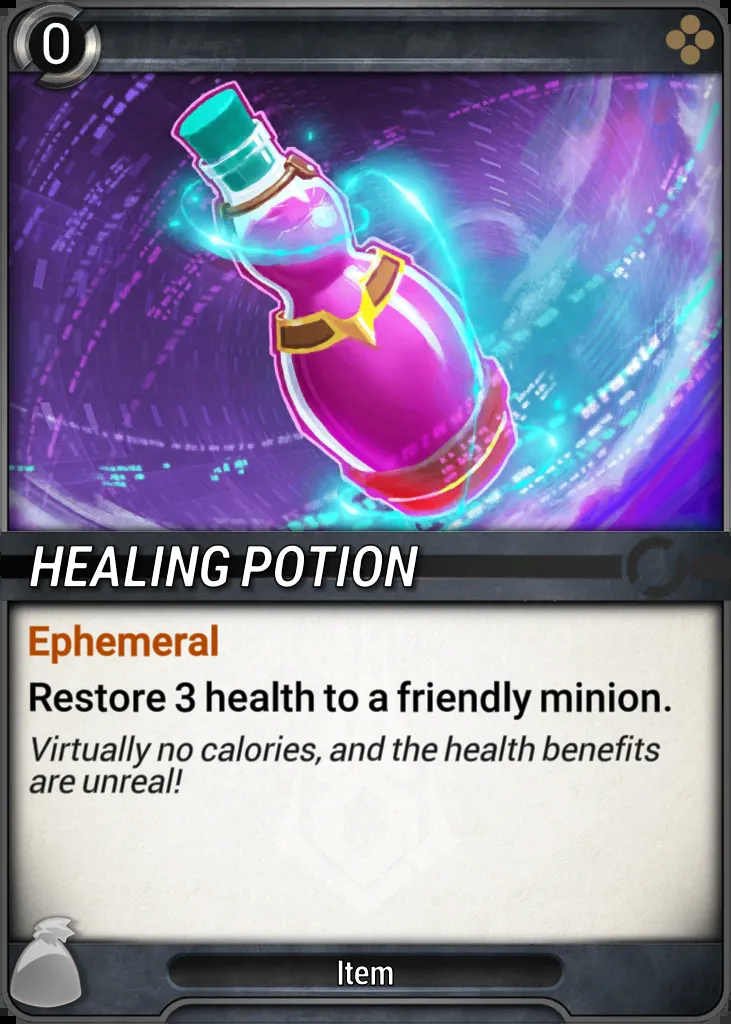 0
HEALING POTION
Ephemeral
Restore 3 health to a friendly minion.
Virtually no calories, and the health benefits
are unreal!
Item